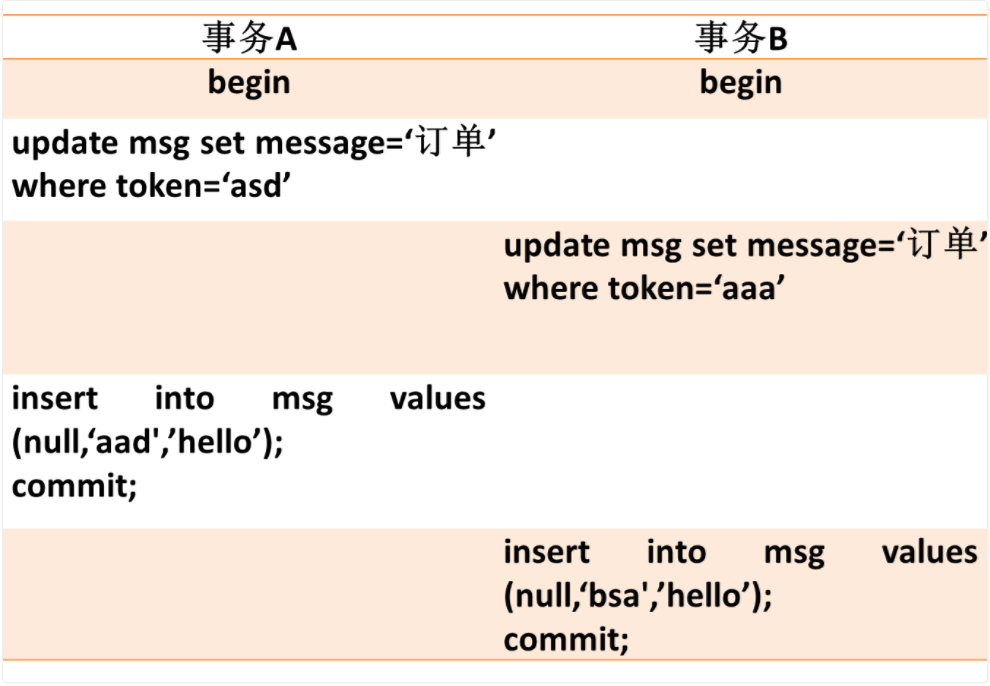 事务A 事务B
begin begin
update msg set message=‘订单’
where token=‘asd’
update msg set message=‘订单’
where token=‘aaa’
insert into msg values
(null,‘aad',’hello’);
commit;
insert into msg values
(null,‘bsa',’hello’);
commit;